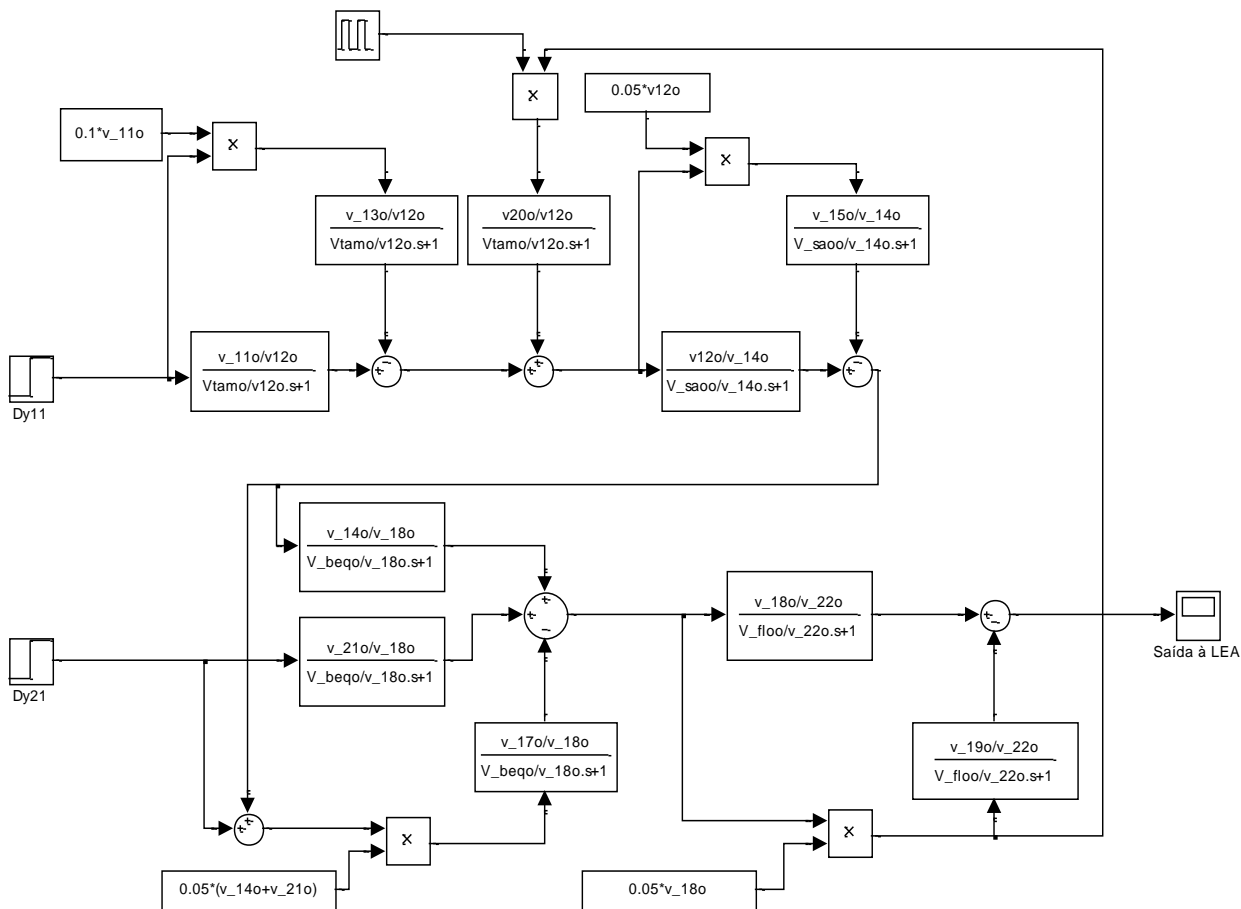 0.1*v_11o
x
x
0.05*v12o
x
v_13o/v12o
Vtamo/v12o.s+1
v20o/v12o
Vtamo/v12o.s+1
v_15o/v_14o
V_saoo/v_14o.s+1
Dy11
v_11o/v12o
Vtamo/v12o.s+1
v12o/v_14o
V_saoo/v_14o.s+1
v_14o/v_18o
V_beqo/v_18o.s+1
v_21o/v_18o
V_beqo/v_18o.s+1
v_18o/v_22o
V_floo/v_22o.s+1
Saída à LEA
Dy21
v_17o/v_18o
V_beqo/v_18o.s+1
v_19o/v_22o
V_floo/v_22o.s+1
x
x
0.05*(v_14o+v_21o)
0.05*v_18o